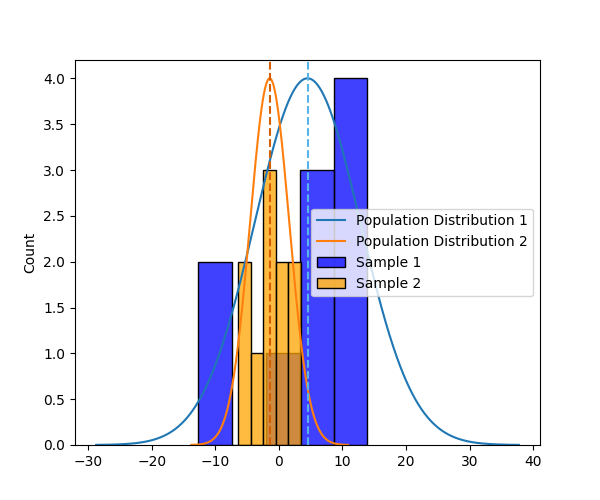 4.0
3.5
3.0
2.5
2.0
1.5
1.0
0.5
0.0
Count
Population Distribution 1
Population Distribution 2
Sample 1
Sample 2
−30 −20 −10 0 10 20 30 40